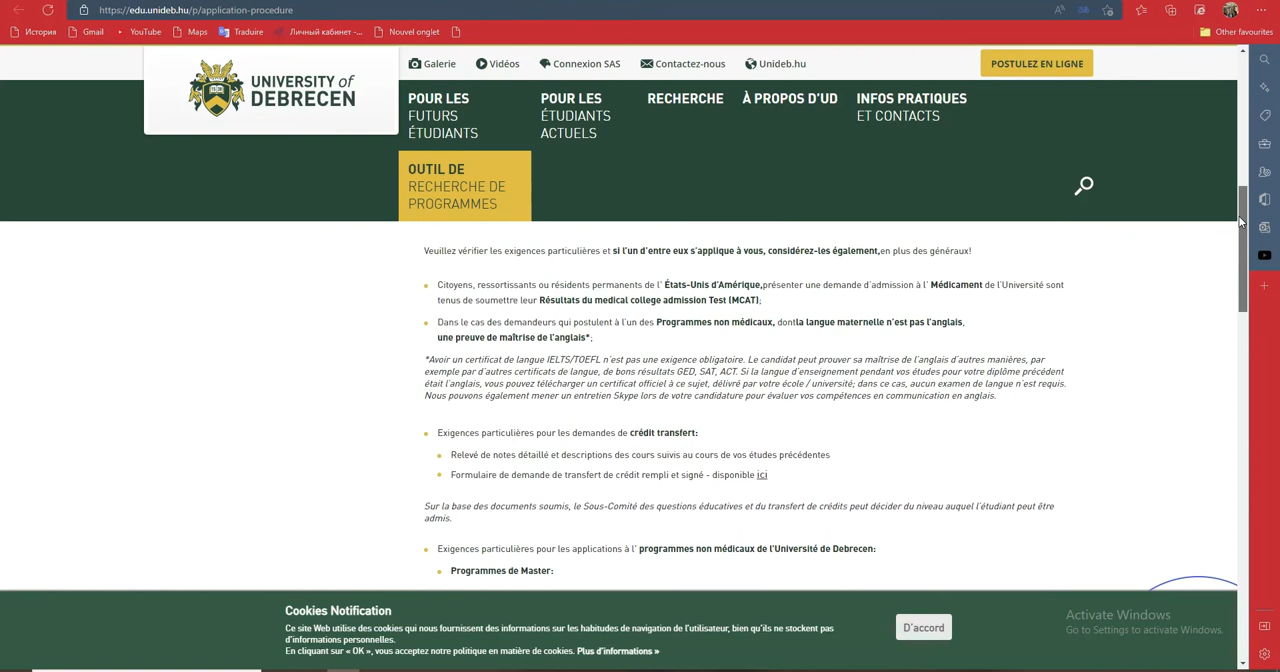 https://edu.unideb.hu/p/application-procedure
История
Gmail
YouTube
Maps
Traduire
Личный кабинет -...
Nouvel onglet
Other favourites
UNIVERSITY of
DEBRECEN
Galerie
Vidéos
Connexion SAS
Contactez-nous
Unideb.hu
POSTULEZ EN LIGNE
POUR LES
FUTURS
ÉTUDIANTS
POUR LES
ÉTUDIANTS
ACTUELS
RECHERCHE
À PROPOS D'UD
INFOS PRATIQUES
ET CONTACTS
OUTIL DE
RECHERCHE DE
PROGRAMMES
Veuillez vérifier les exigences particulières et si l'un d'entre eux s'applique à vous, considérez-les également,en plus des généraux!
Citoyens, ressortissants ou résidents permanents de l' États-Unis d'Amérique,présenter une demande d'admission à l' Médicament de l'Université sont
tenus de soumettre leur Résultats du medical college admission Test (MCAT);
Dans le cas des demandeurs qui postulent à l'un des Programmes non médicaux, dontla langue maternelle n'est pas l'anglais,
une preuve de maîtrise de l'anglais*;
*Avoir un certificat de langue IELTS/TOEFL n'est pas une exigence obligatoire. Le candidat peut prouver sa maîtrise de l'anglais d'autres manières, par
exemple par d'autres certificats de langue, de bons résultats GED, SAT, ACT. Si la langue d'enseignement pendant vos études pour votre diplôme précédent
était l'anglais, vous pouvez télécharger un certificat officiel à ce sujet, délivré par votre école / université; dans ce cas, aucun examen de langue n'est requis.
Nous pouvons également mener un entretien Skype lors de votre candidature pour évaluer vos compétences en communication en anglais.
Exigences particulières pour les demandes de crédit transfert:
Relevé de notes détaillé et descriptions des cours suivis au cours de vos études précédentes
Formulaire de demande de transfert de crédit rempli et signé - disponible ici
Sur la base des documents soumis, le Sous-Comité des questions éducatives et du transfert de crédits peut décider du niveau auquel l'étudiant peut être
admis.
Exigences particulières pour les applications à l' programmes non médicaux de l'Université de Debrecen:
Programmes de Master:
Cookies Notification
Ce site Web utilise des cookies qui nous fournissent des informations sur les habitudes de navigation de l'utilisateur, bien qu'ils ne stockent pas
d'informations personnelles.
En cliquant sur « OK », vous acceptez notre politique en matière de cookies. Plus d'informations »
D'accord
Activate Windows
Go to Settings to activate Windows.